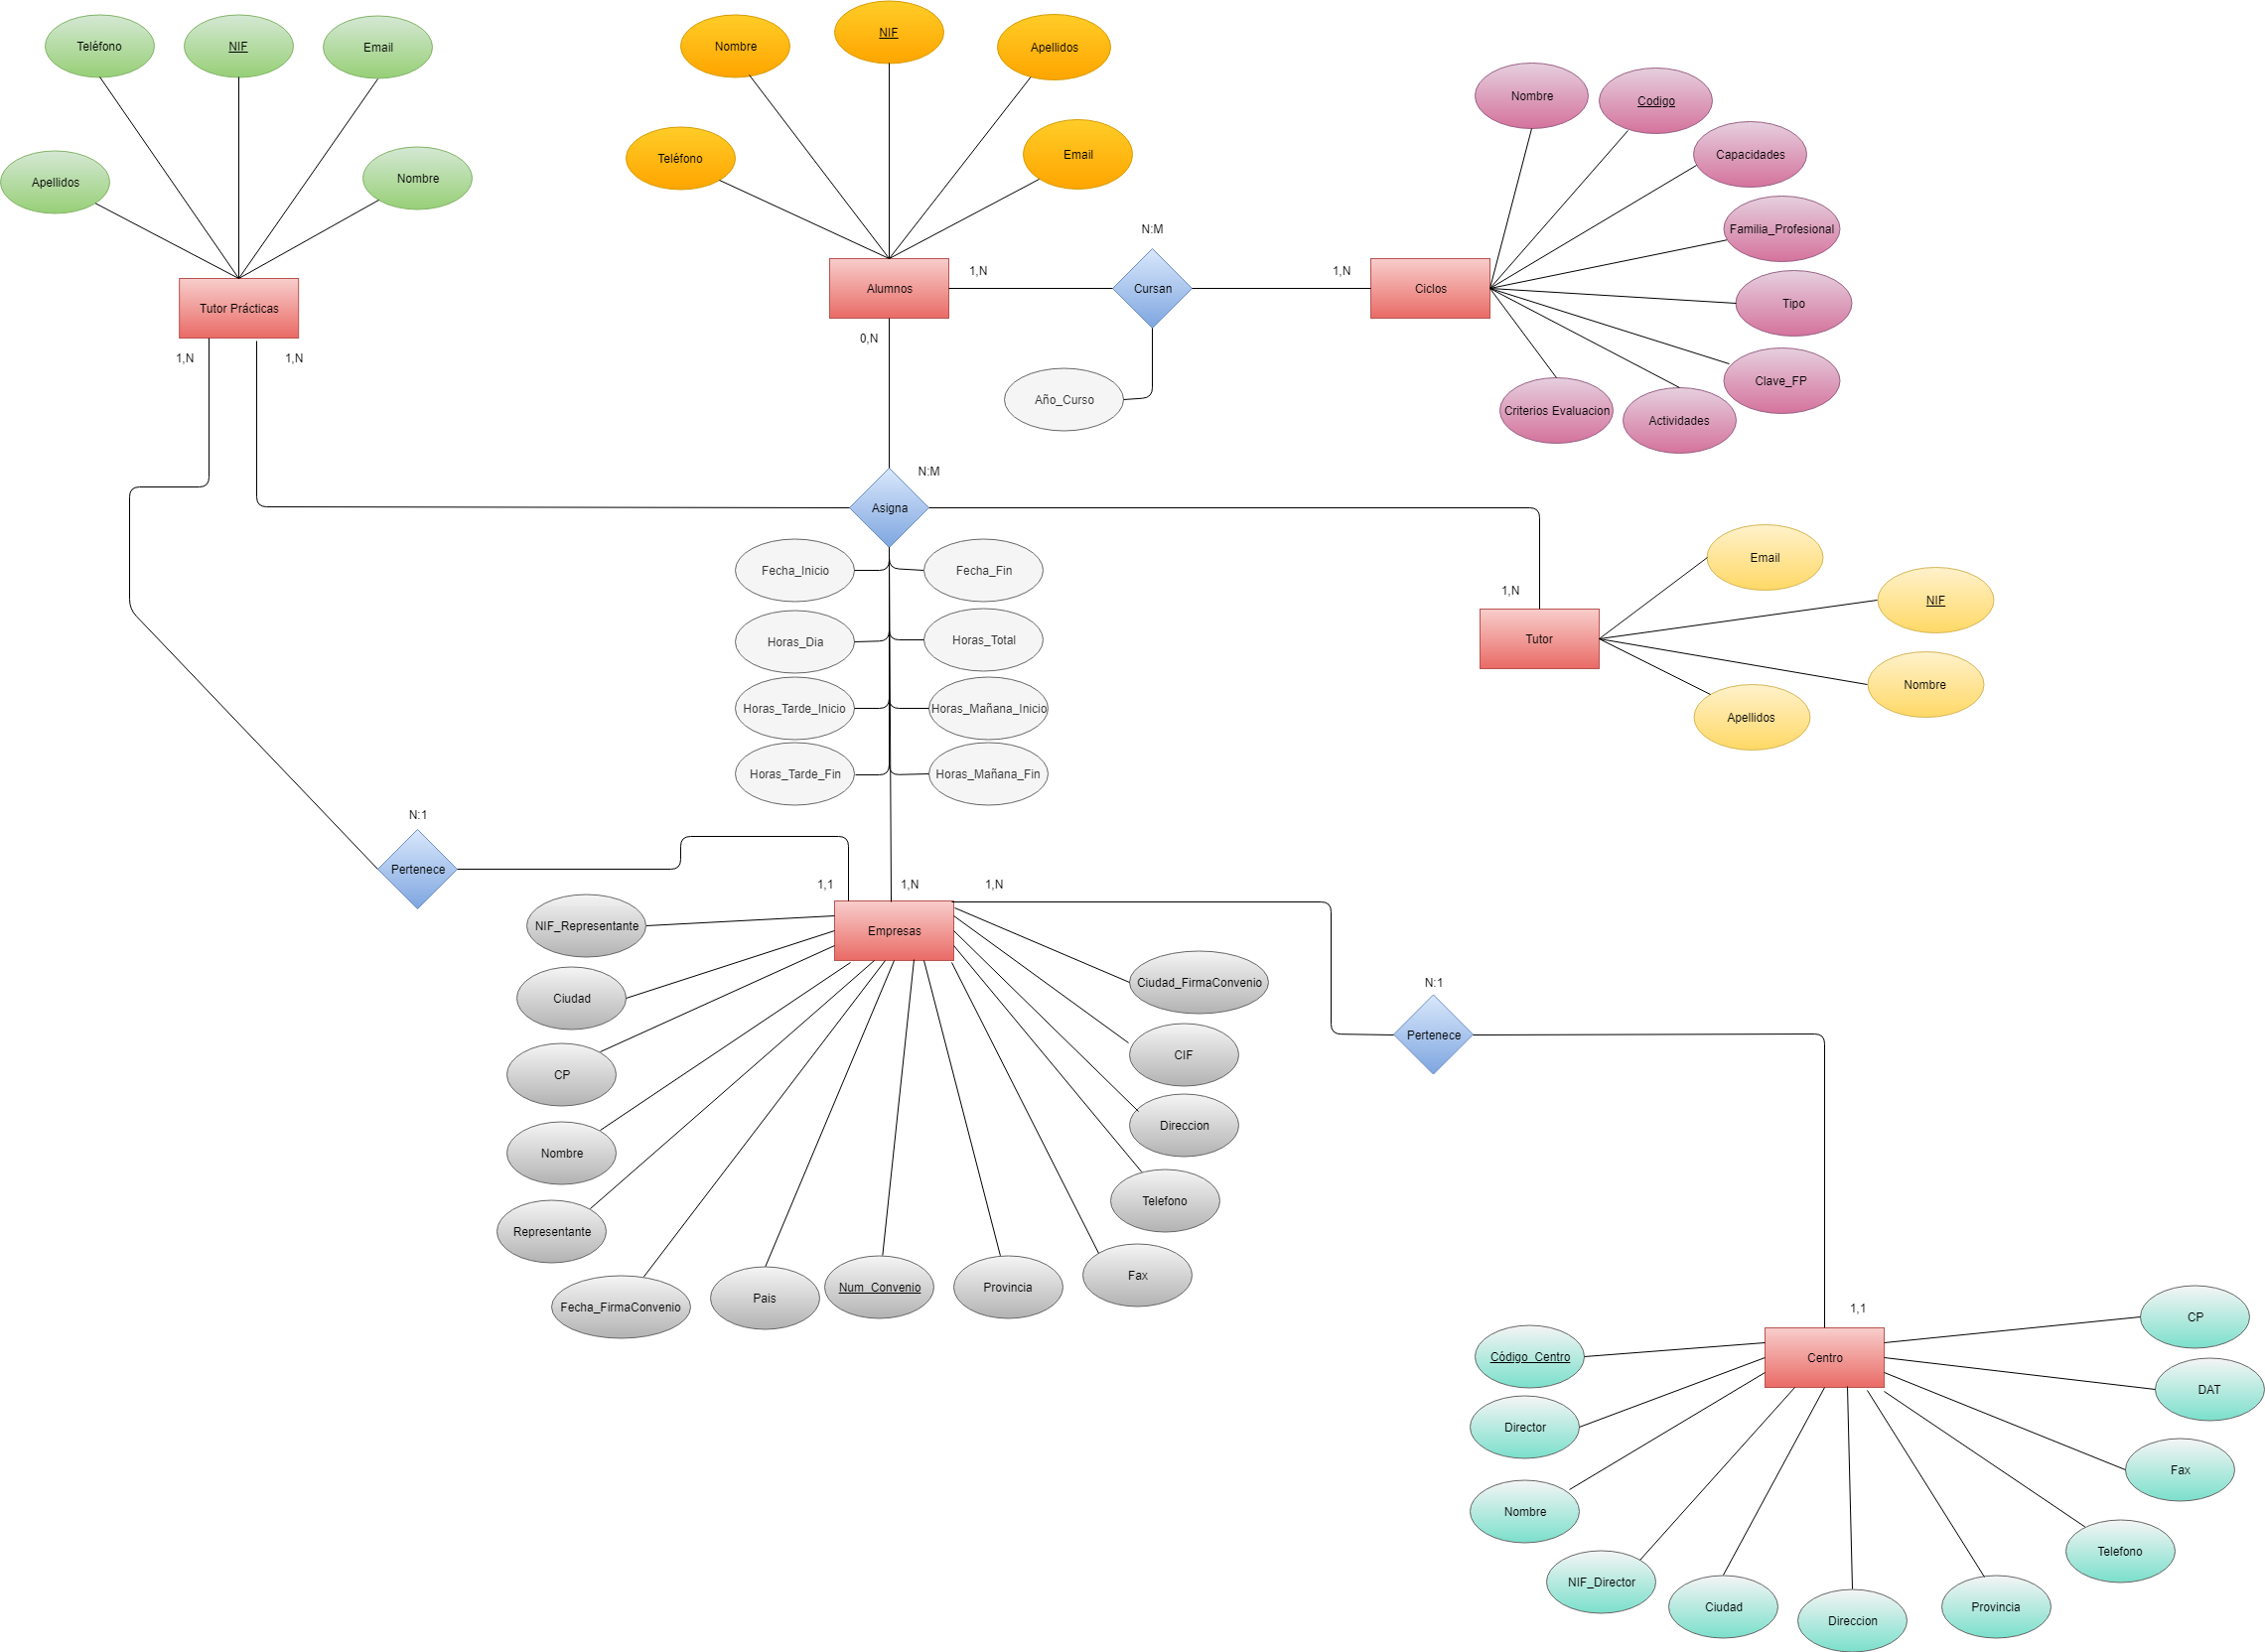 Teléfono
NIF
Email
Apellidos
Nombre
Tutor Prácticas
1,N
1,N
Nombre
NIF
Apellidos
Teléfono
Email
Alumnos
0,N
1,N
N:M
Cursan
1,N
Año_Curso
Ciclos
Nombre
Codigo
Capacidades
Familia_Profesional
Tipo
Clave_FP
Actividades
Criterios Evaluacion
N:M
Asigna
Fecha_Inicio
Fecha_Fin
Horas_Dia
Horas_Total
Horas_Tarde_Inicio
Horas_Mañana_Inicio
Horas_Tarde_Fin
Horas_Mañana_Fin
1,N
Tutor
Email
NIF
Nombre
Apellidos
N:1
Pertenece
1,1
1,N
1,N
Empresas
NIF_Representante
Ciudad
CP
Nombre
Representante
Fecha_FirmaConvenio
Pais
Num_Convenio
Provincia
Fax
Telefono
Direccion
CIF
Ciudad_FirmaConvenio
N:1
Pertenece
1,1
Centro
Código_Centro
Director
Nombre
NIF_Director
Ciudad
Direccion
Provincia
Telefono
Fax
DAT
CP